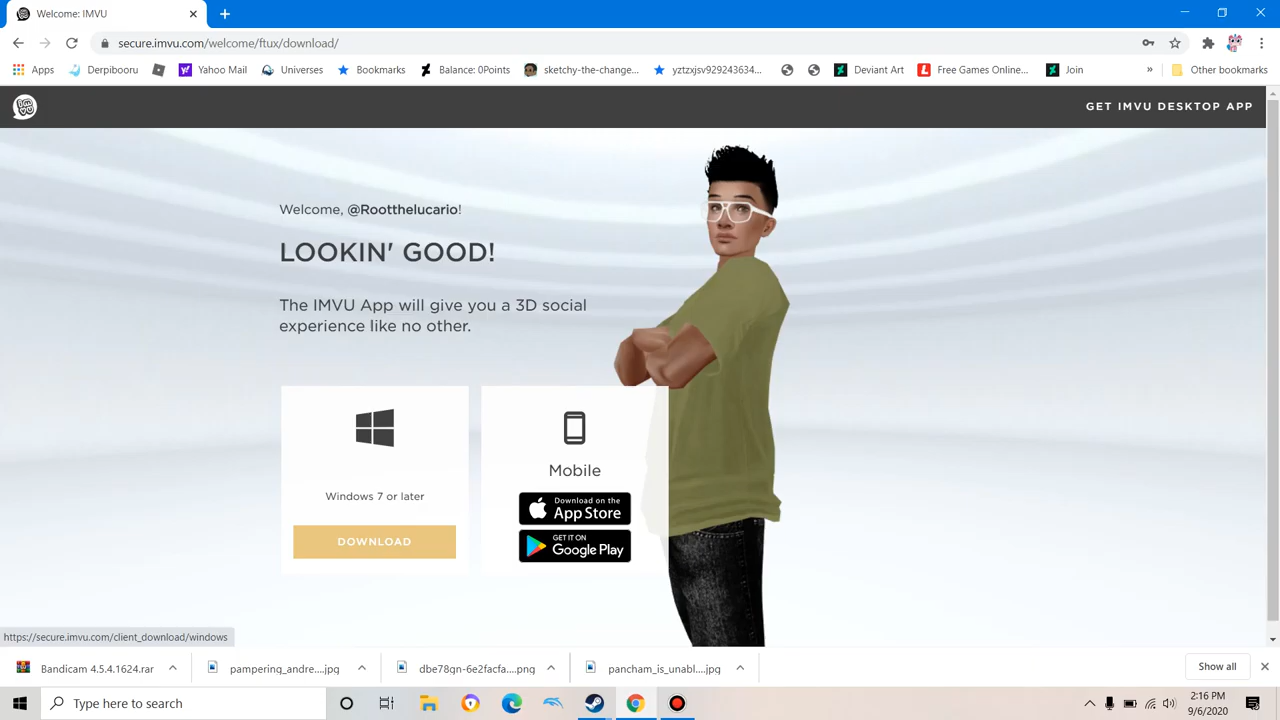 Welcome: IMVU
secure.imvu.com/welcome/ftux/download/
Apps
Derpibooru
Yahoo Mail
Universes
Bookmarks
Balance: 0Points
sketchy-the-change...
yztzxjsv929243634...
Deviant Art
Free Games Online...
Join
»
Other bookmarks
IMVU
GET IMVU DESKTOP APP
Welcome, @Rootthelucario!
LOOKIN' GOOD!
The IMVU App will give you a 3D social
experience like no other.
Windows 7 or later
DOWNLOAD
Mobile
Download on the
App Store
GET IT ON
Google Play
https://secure.imvu.com/client_download/windows
Bandicam 4.5.4.1624.rar
pampering_andre....jpg
dbe78qn-6e2facfa....png
pancham_is_unabl....jpg
Show all
Type here to search
2:16 PM
9/6/2020